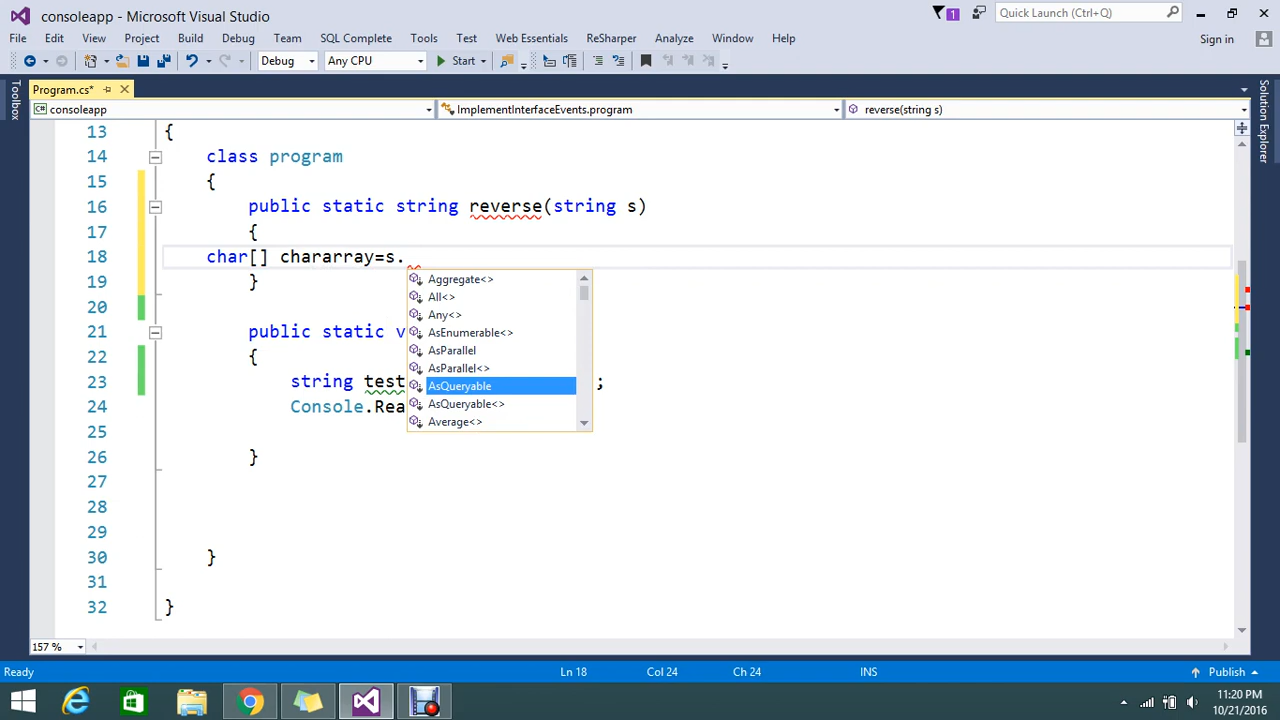 consoleapp - Microsoft Visual Studio
1
Quick Launch (Ctrl+Q)
File Edit View Project Build Debug Team SQL Complete Tools Test Web Essentials ReSharper Analyze Window Help
Sign in
Debug Any CPU Start
Program.cs*
Toolbox
Solution Explorer
consoleapp ImplementInterfaceEvents.program reverse(string s)
13 {
14 class program
15 {
16 public static string reverse(string s)
17 {
18 char[] chararray=s.
19 }
20
21 public static v
22 {
23 string test ;
24 Console.Rea
25
26 }
27
28
29
30 }
31
32 }
Aggregate<>
All<>
Any<>
AsEnumerable<>
AsParallel
AsParallel<>
AsQueryable
AsQueryable<>
Average<>
157 %
Ready Ln 18 Col 24 Ch 24 INS Publish
11:20 PM
10/21/2016